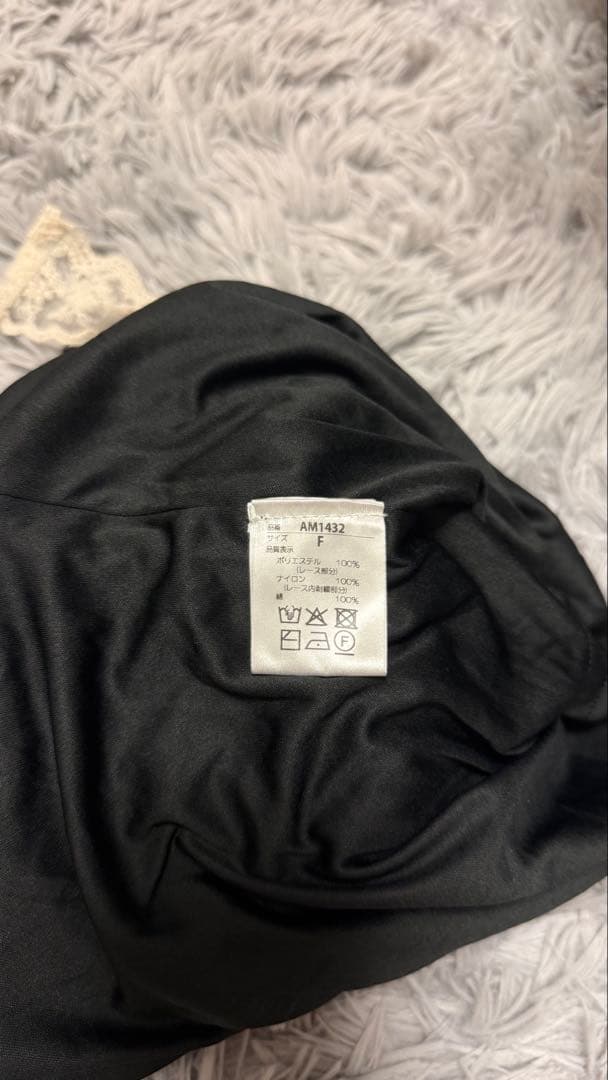 品番 AM1432
サイズ F
品質表示
ポリエステル 100%
(レース部分)
ナイロン 100%
(レース内刺繍部分)
綿 100%
F